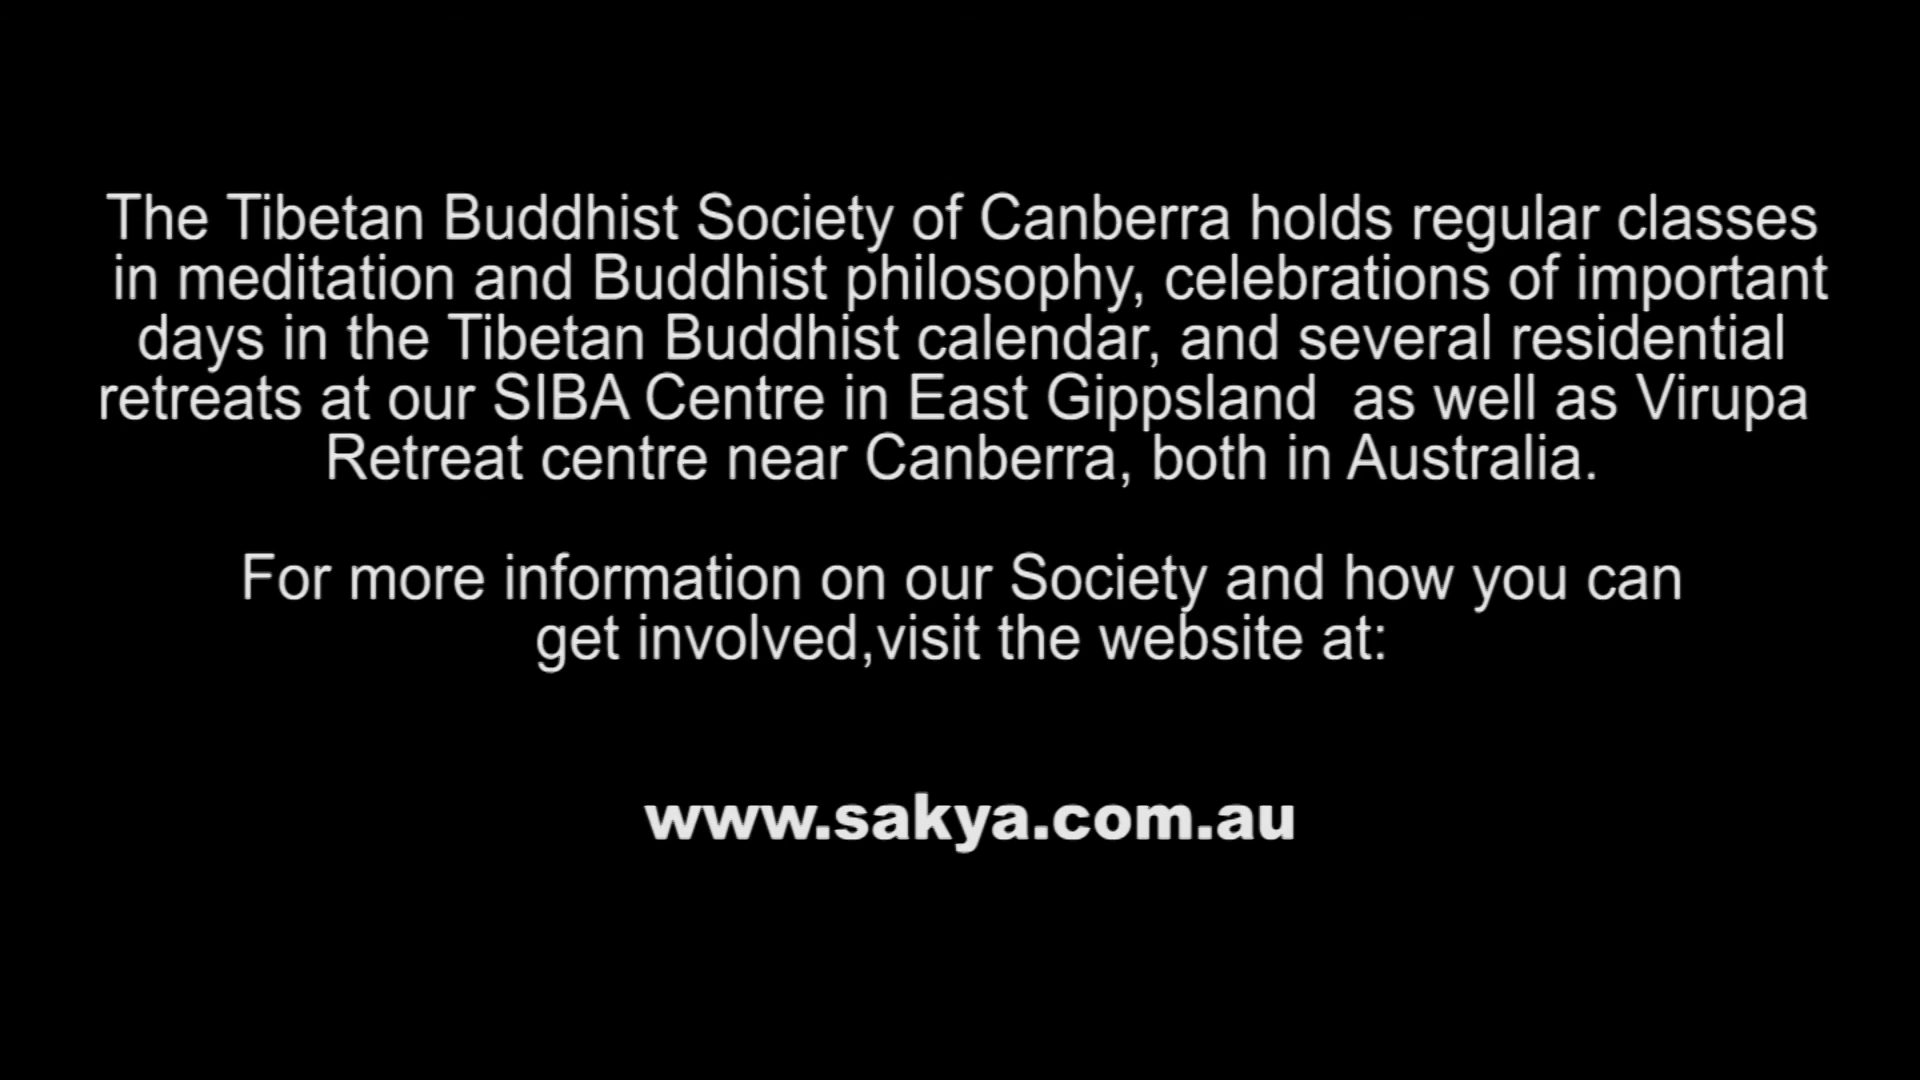 The Tibetan Buddhist Society of Canberra holds regular classes
in meditation and Buddhist philosophy, celebrations of important
days in the Tibetan Buddhist calendar, and several residential
retreats at our SIBA Centre in East Gippsland  as well as Virupa
Retreat centre near Canberra, both in Australia.
For more information on our Society and how you can
get involved,visit the website at:
www.sakya.com.au